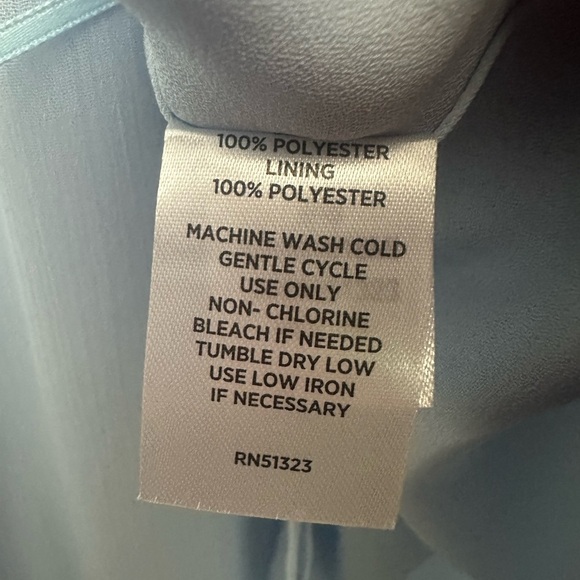 100% POLYESTER
LINING
100% POLYESTER
MACHINE WASH COLD
GENTLE CYCLE
USE ONLY
NON- CHLORINE
BLEACH IF NEEDED
TUMBLE DRY LOW
USE LOW IRON
IF NECESSARY
RN51323